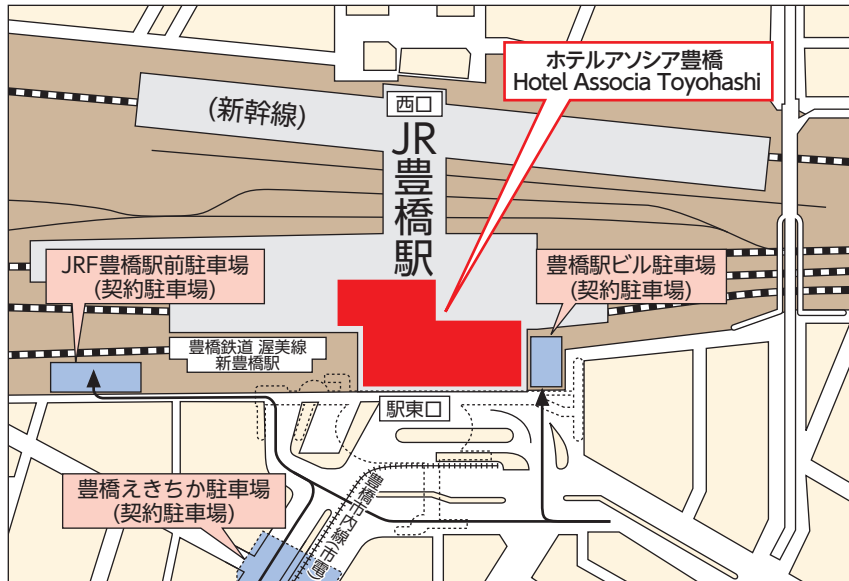 ホテルアソシア豊橋
Hotel Associa Toyohashi
(新幹線)
西口
JR豊橋駅
JRF豊橋駅前駐車場
(契約駐車場)
豊橋駅ビル駐車場
(契約駐車場)
豊橋鉄道 渥美線
新豊橋駅
駅東口
豊橋えきちか駐車場
(契約駐車場)
豊橋市内線(市電)